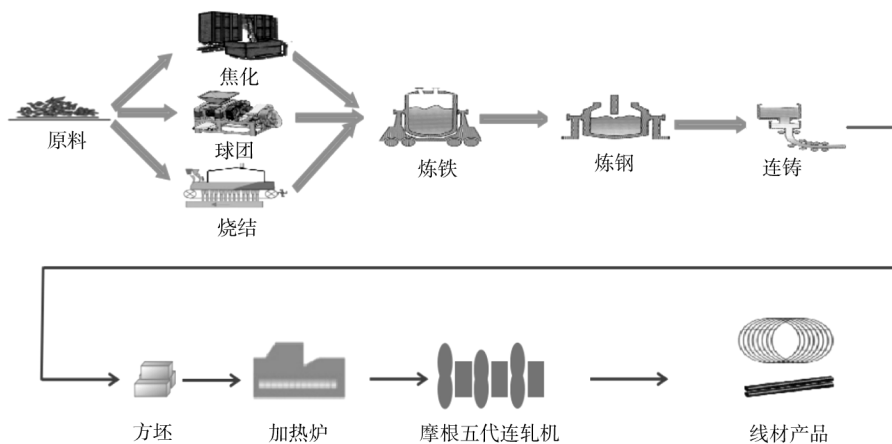 焦化
原料
球团
烧结
炼铁
炼钢
连铸
方坯
加热炉
摩根五代连轧机
线材产品